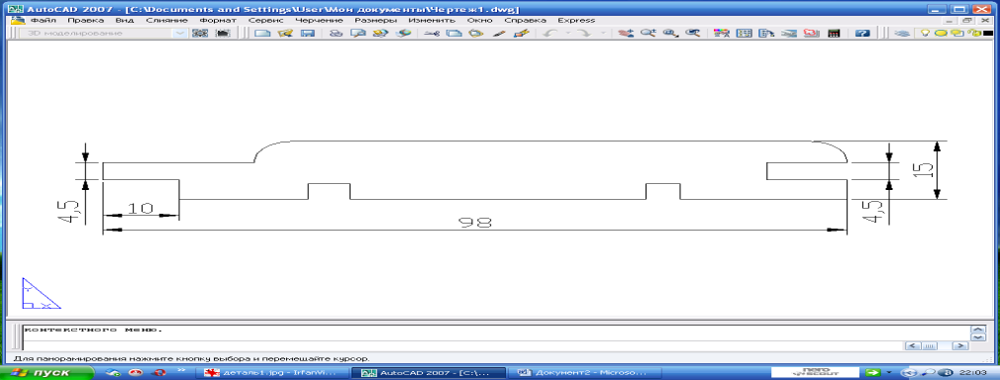 AutoCAD 2007 - [C:\Documents and Settings\User\Мои документы\Чертеж1.dwg]
Файл Правка Вид Слияние Формат Сервис Черчение Размеры Изменить Окно Справка Express
3D моделирование
15
4,5
10
4,5
98
Y
X
контекстного меню.
Для панорамирования нажмите кнопку выбора и перемещайте курсор.
пуск
деталь1.jpg - IrfanVi...
AutoCAD 2007 - [C:\...
Документ2 - Microso...
nero
22:03